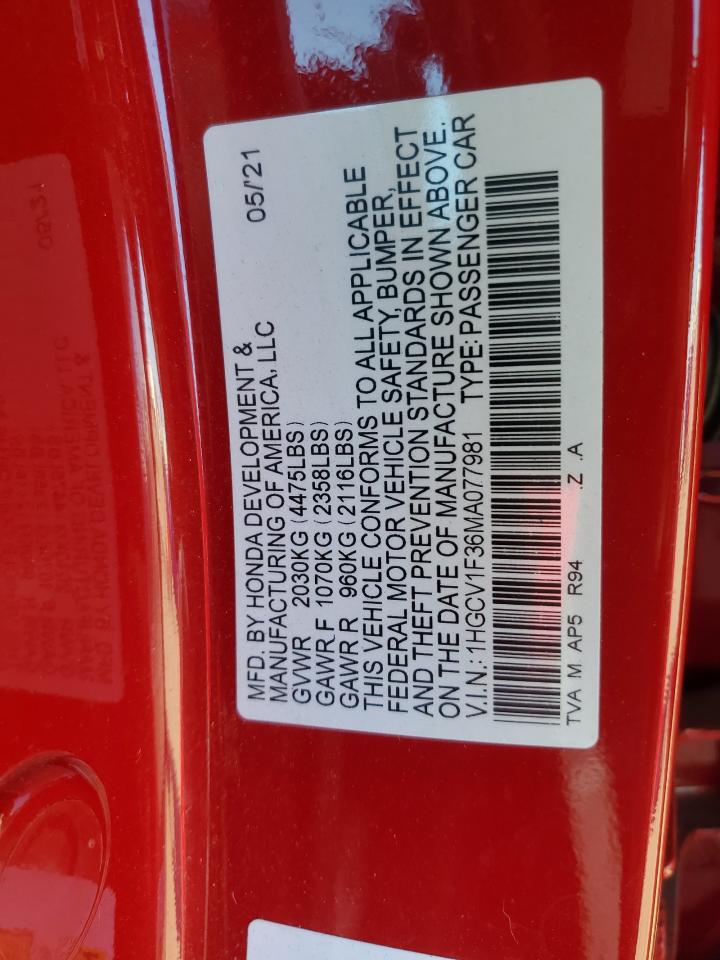 MFD. BY HONDA DEVELOPMENT & 05/'21
MANUFACTURING OF AMERICA, LLC
GVWR 2030KG (4475LBS)
GAWR F 1070KG (2358LBS)
GAWR R 960KG (2116LBS)
THIS VEHICLE CONFORMS TO ALL APPLICABLE
FEDERAL MOTOR VEHICLE SAFETY, BUMPER,
AND THEFT PREVENTION STANDARDS IN EFFECT
ON THE DATE OF MANUFACTURE SHOWN ABOVE.
V.I.N.: 1HGCV1F36MA077981 TYPE: PASSENGER CAR
TVA M AP5 R94 .Z .A